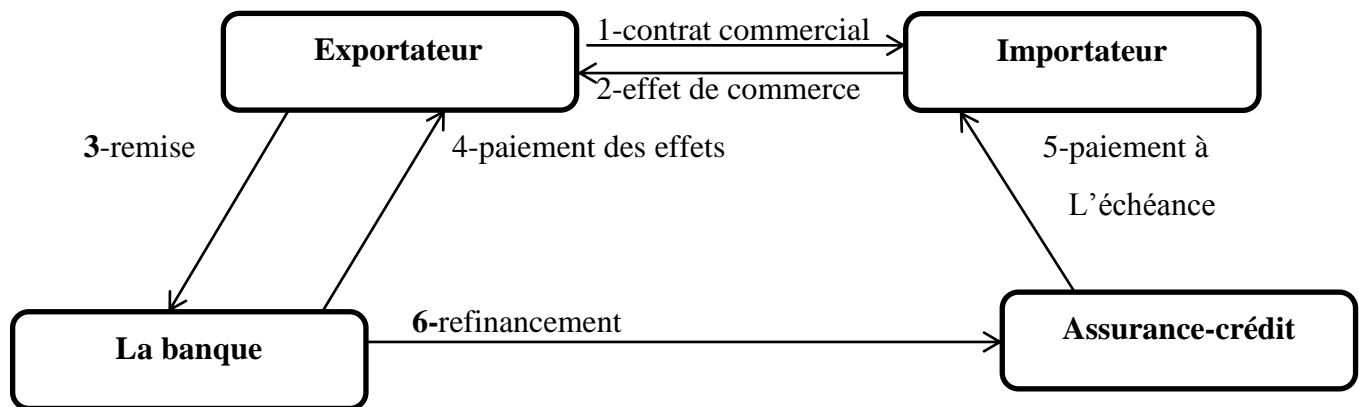 Exportateur
1-contrat commercial
Importateur
2-effet de commerce
3-remise
4-paiement des effets
5-paiement à
L’échéance
6-refinancement
La banque
Assurance-crédit